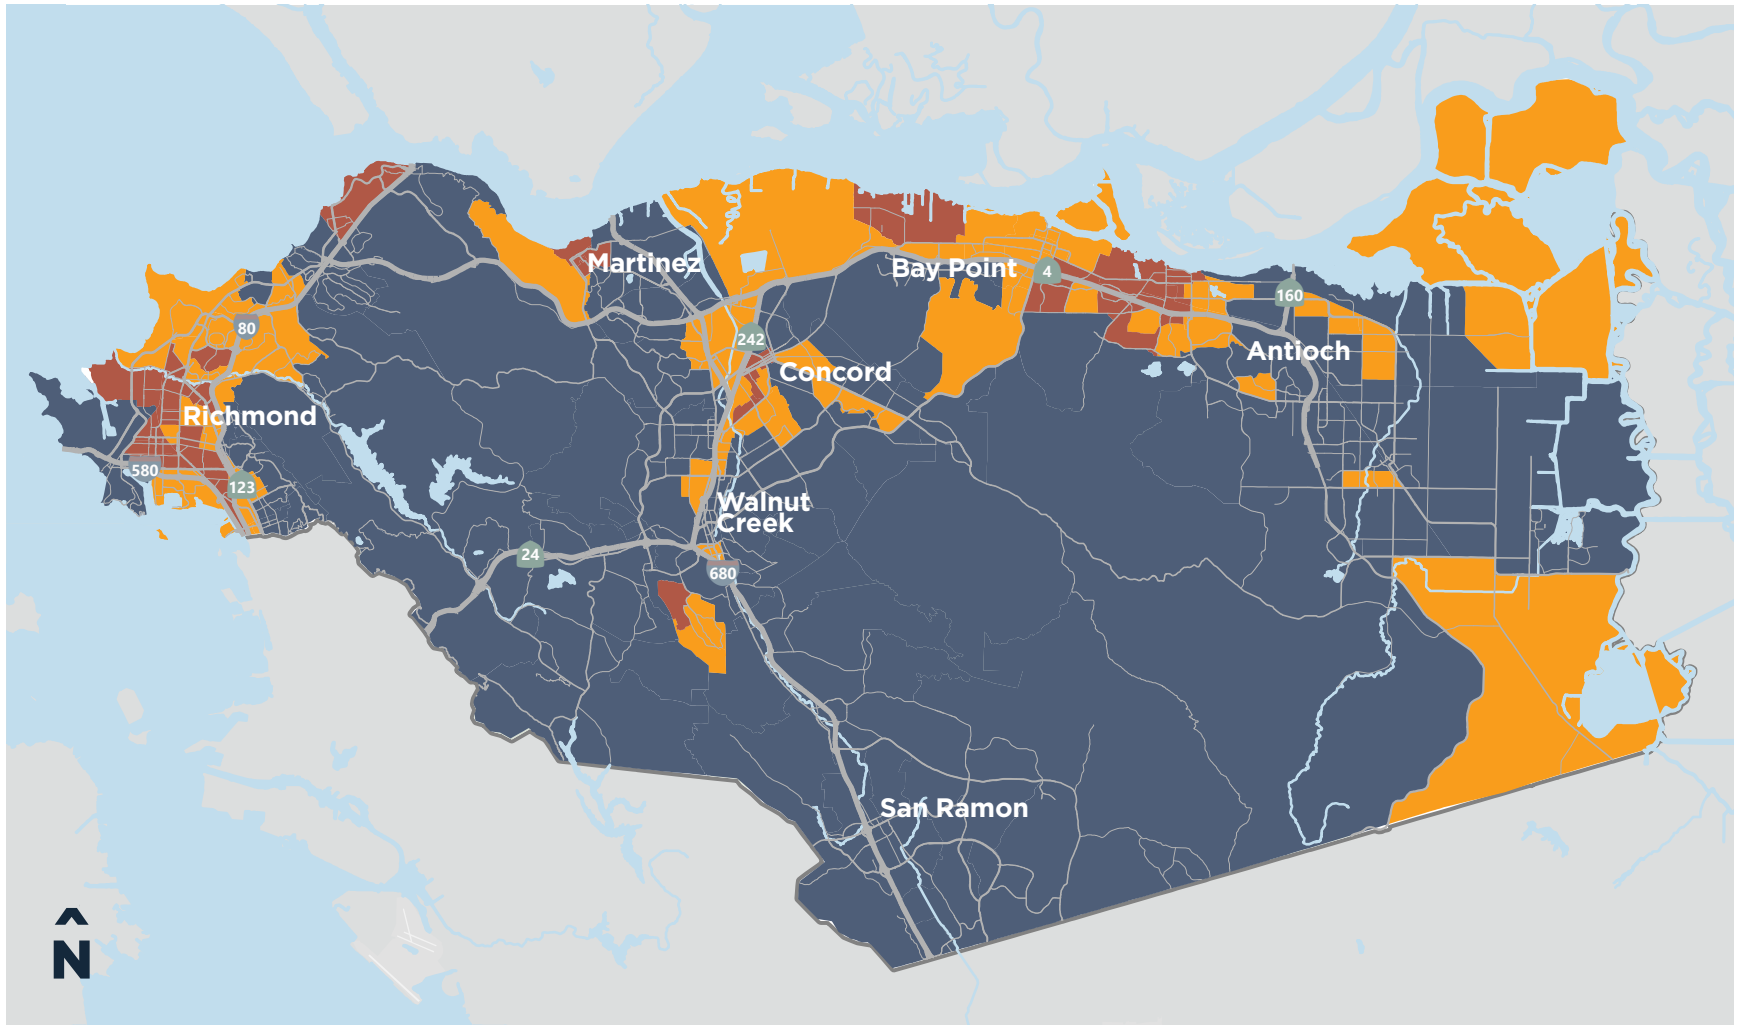 Martinez
Bay Point
4
160
80
242
Antioch
Concord
Richmond
580
123
Walnut
Creek
24
680
San Ramon
N